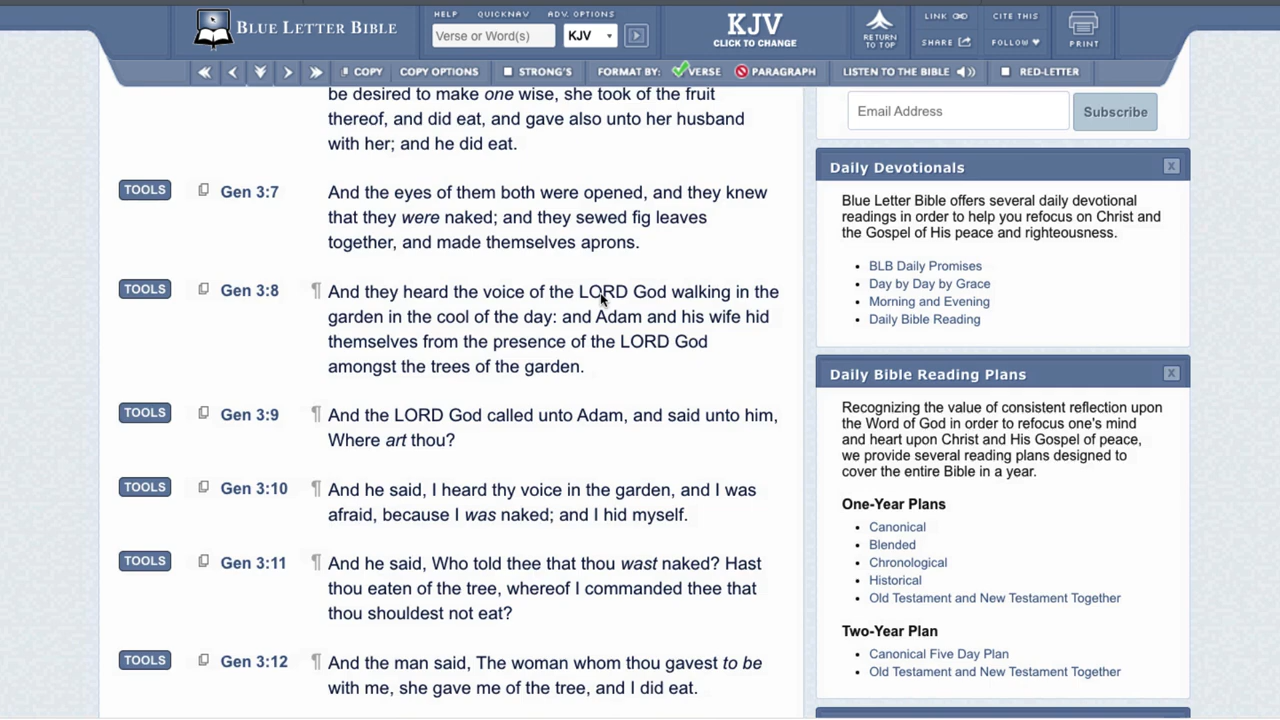 BLUE LETTER BIBLE
HELP QUICKNAV ADV. OPTIONS
Verse or Word(s)
KJV
KJV
CLICK TO CHANGE
RETURN
TO TOP
LINK
SHARE
CITE THIS
FOLLOW
PRINT
COPY COPY OPTIONS STRONG'S FORMAT BY: VERSE PARAGRAPH LISTEN TO THE BIBLE RED-LETTER
be desired to make one wise, she took of the fruit
thereof, and did eat, and gave also unto her husband
with her; and he did eat.
TOOLS Gen 3:7 And the eyes of them both were opened, and they knew
that they were naked; and they sewed fig leaves
together, and made themselves aprons.
TOOLS Gen 3:8 ¶ And they heard the voice of the LORD God walking in the
garden in the cool of the day: and Adam and his wife hid
themselves from the presence of the LORD God
amongst the trees of the garden.
TOOLS Gen 3:9 ¶ And the LORD God called unto Adam, and said unto him,
Where art thou?
TOOLS Gen 3:10 ¶ And he said, I heard thy voice in the garden, and I was
afraid, because I was naked; and I hid myself.
TOOLS Gen 3:11 ¶ And he said, Who told thee that thou wast naked? Hast
thou eaten of the tree, whereof I commanded thee that
thou shouldest not eat?
TOOLS Gen 3:12 ¶ And the man said, The woman whom thou gavest to be
with me, she gave me of the tree, and I did eat.
Email Address
Subscribe
Daily Devotionals
Blue Letter Bible offers several daily devotional
readings in order to help you refocus on Christ and
the Gospel of His peace and righteousness.
• BLB Daily Promises
• Day by Day by Grace
• Morning and Evening
• Daily Bible Reading
Daily Bible Reading Plans
Recognizing the value of consistent reflection upon
the Word of God in order to refocus one's mind
and heart upon Christ and His Gospel of peace,
we provide several reading plans designed to
cover the entire Bible in a year.
One-Year Plans
• Canonical
• Blended
• Chronological
• Historical
• Old Testament and New Testament Together
Two-Year Plan
• Canonical Five Day Plan
• Old Testament and New Testament Together